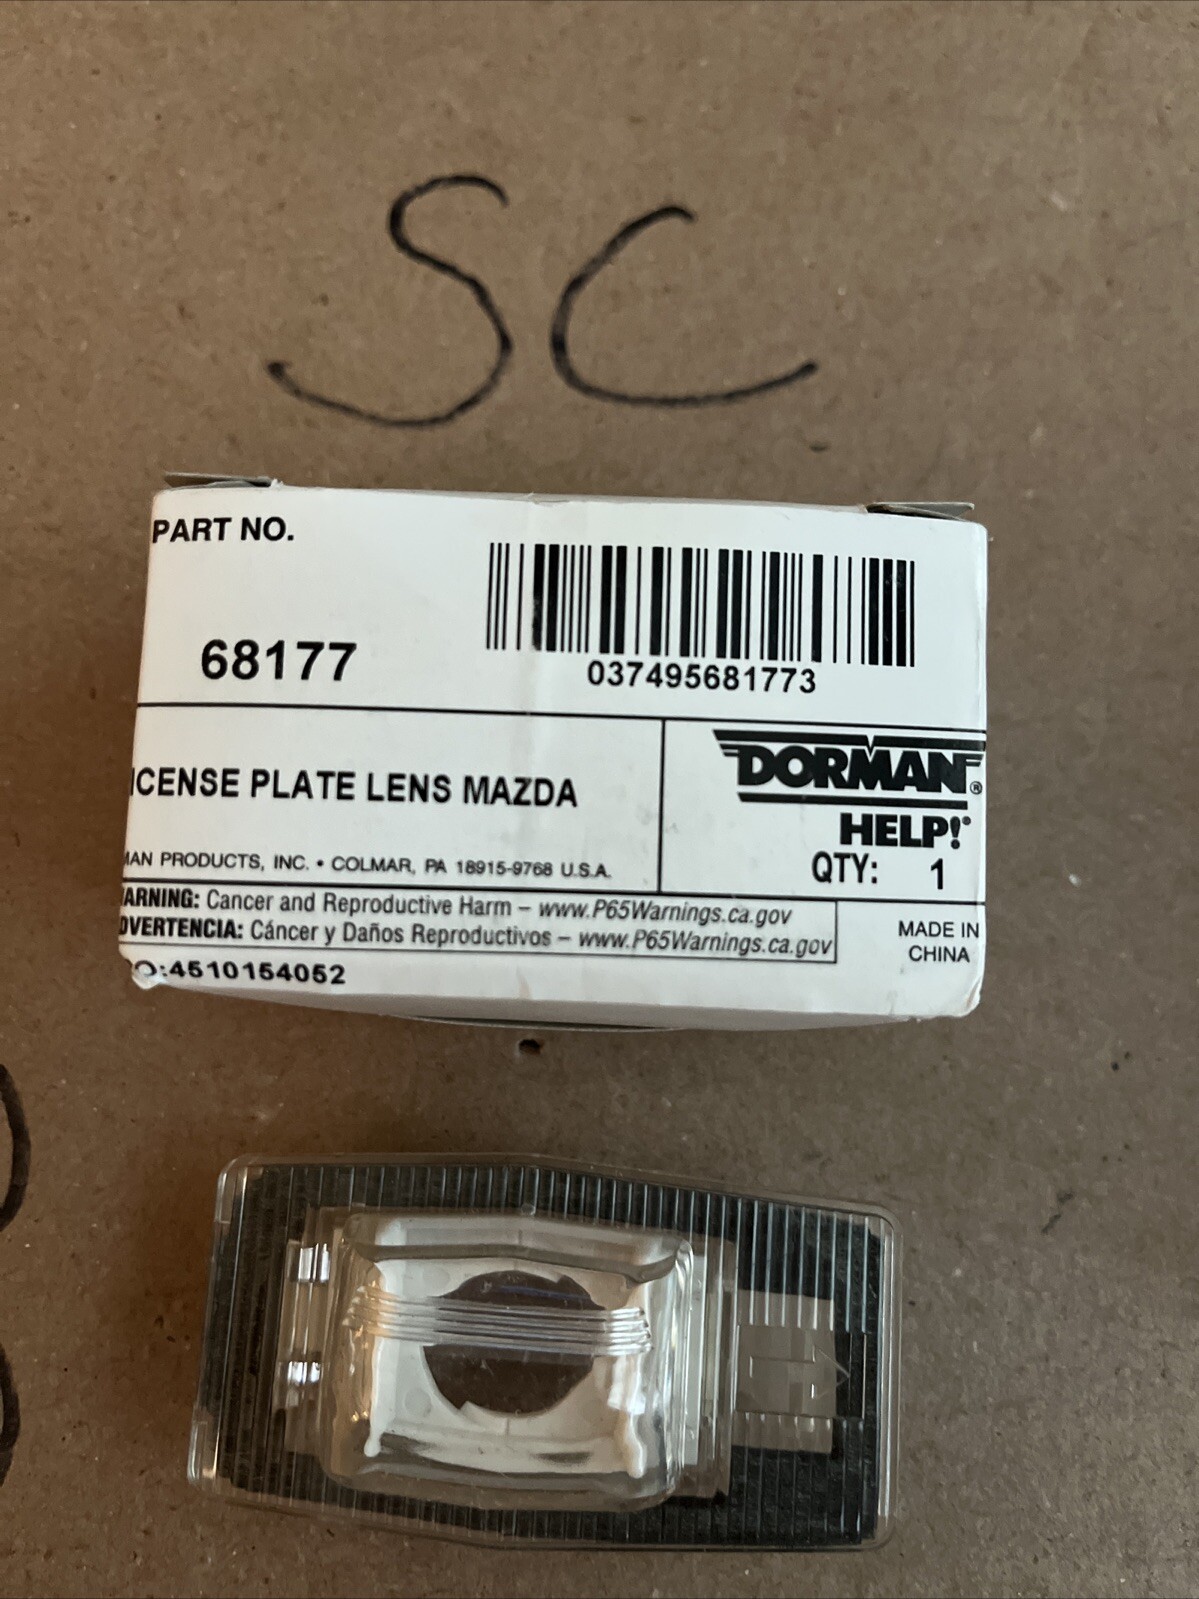 SC
PART NO.
68177
037495681773
ICENSE PLATE LENS MAZDA
DORMAN®
HELP!®
QTY: 1
MAN PRODUCTS, INC. • COLMAR, PA 18915-9768 U.S.A.
ARNING: Cancer and Reproductive Harm – www.P65Warnings.ca.gov
DVERTENCIA: Cáncer y Daños Reproductivos – www.P65Warnings.ca.gov
MADE IN
CHINA
PO:4510154052